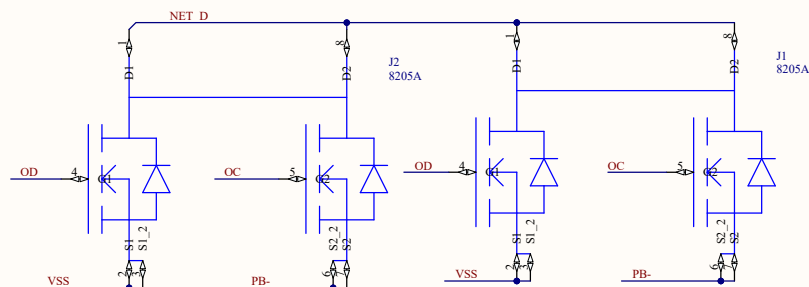 NET_D
1
D1
8
D2
J2
8205A
1
D1
8
D2
J1
8205A
OD
4
G1
OC
5
G2
OD
4
G1
OC
5
G2
S1
S1_2
S2_2
S2
S1
S1_2
S2_2
S2
VSS
2
3
PB-
6
7
VSS
2
3
PB-
6
7